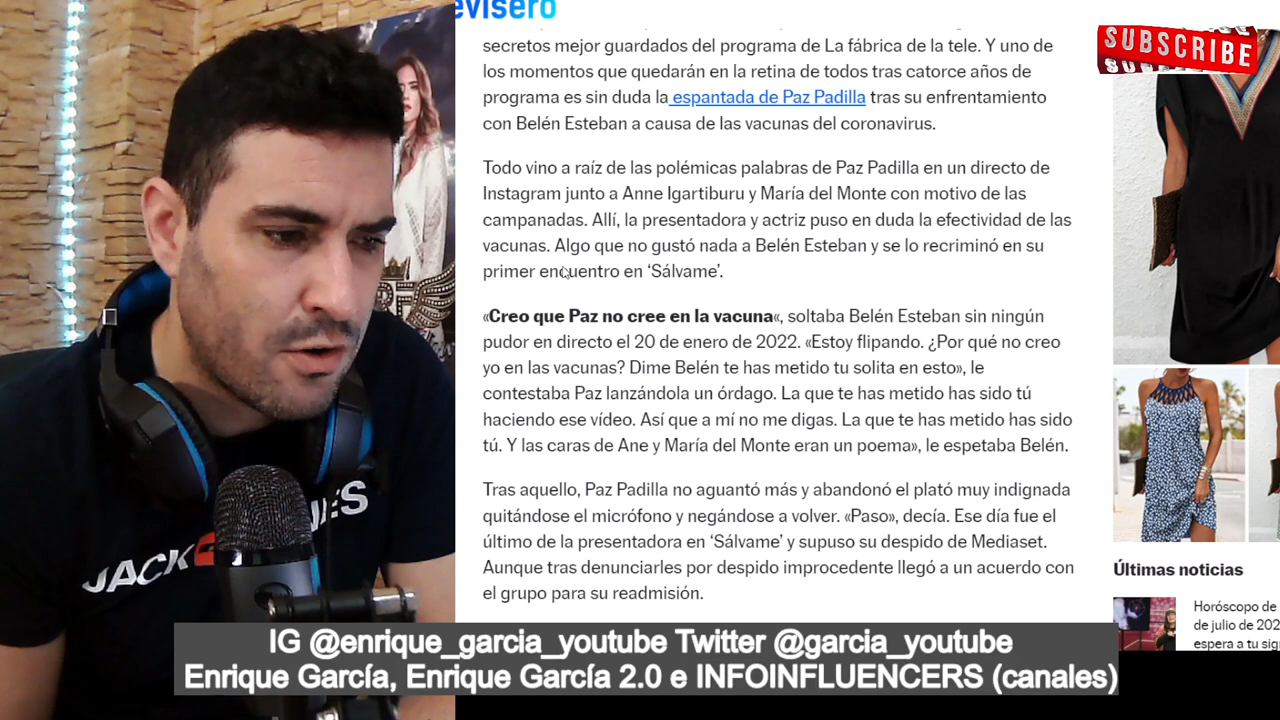 evisero
secretos mejor guardados del programa de La fábrica de la tele. Y uno de
los momentos que quedarán en la retina de todos tras catorce años de
programa es sin duda la espantada de Paz Padilla tras su enfrentamiento
con Belén Esteban a causa de las vacunas del coronavirus.
Todo vino a raíz de las polémicas palabras de Paz Padilla en un directo de
Instagram junto a Anne Igartiburu y María del Monte con motivo de las
campanadas. Allí, la presentadora y actriz puso en duda la efectividad de las
vacunas. Algo que no gustó nada a Belén Esteban y se lo recriminó en su
primer encuentro en ‘Sálvame’.
«Creo que Paz no cree en la vacuna«, soltaba Belén Esteban sin ningún
pudor en directo el 20 de enero de 2022. «Estoy flipando. ¿Por qué no creo
yo en las vacunas? Dime Belén te has metido tu solita en esto», le
contestaba Paz lanzándola un órdago. La que te has metido has sido tú
haciendo ese vídeo. Así que a mí no me digas. La que te has metido has sido
tú. Y las caras de Ane y María del Monte eran un poema», le espetaba Belén.
Tras aquello, Paz Padilla no aguantó más y abandonó el plató muy indignada
quitándose el micrófono y negándose a volver. «Paso», decía. Ese día fue el
último de la presentadora en ‘Sálvame’ y supuso su despido de Mediaset.
Aunque tras denunciarles por despido improcedente llegó a un acuerdo con
el grupo para su readmisión.
SUBSCRIBE
Últimas noticias
Horóscopo de
de julio de 202
espera a tu sig
JACK
NES
IG @enrique_garcia_youtube Twitter @garcia_youtube
Enrique García, Enrique García 2.0 e INFOINFLUENCERS (canales)